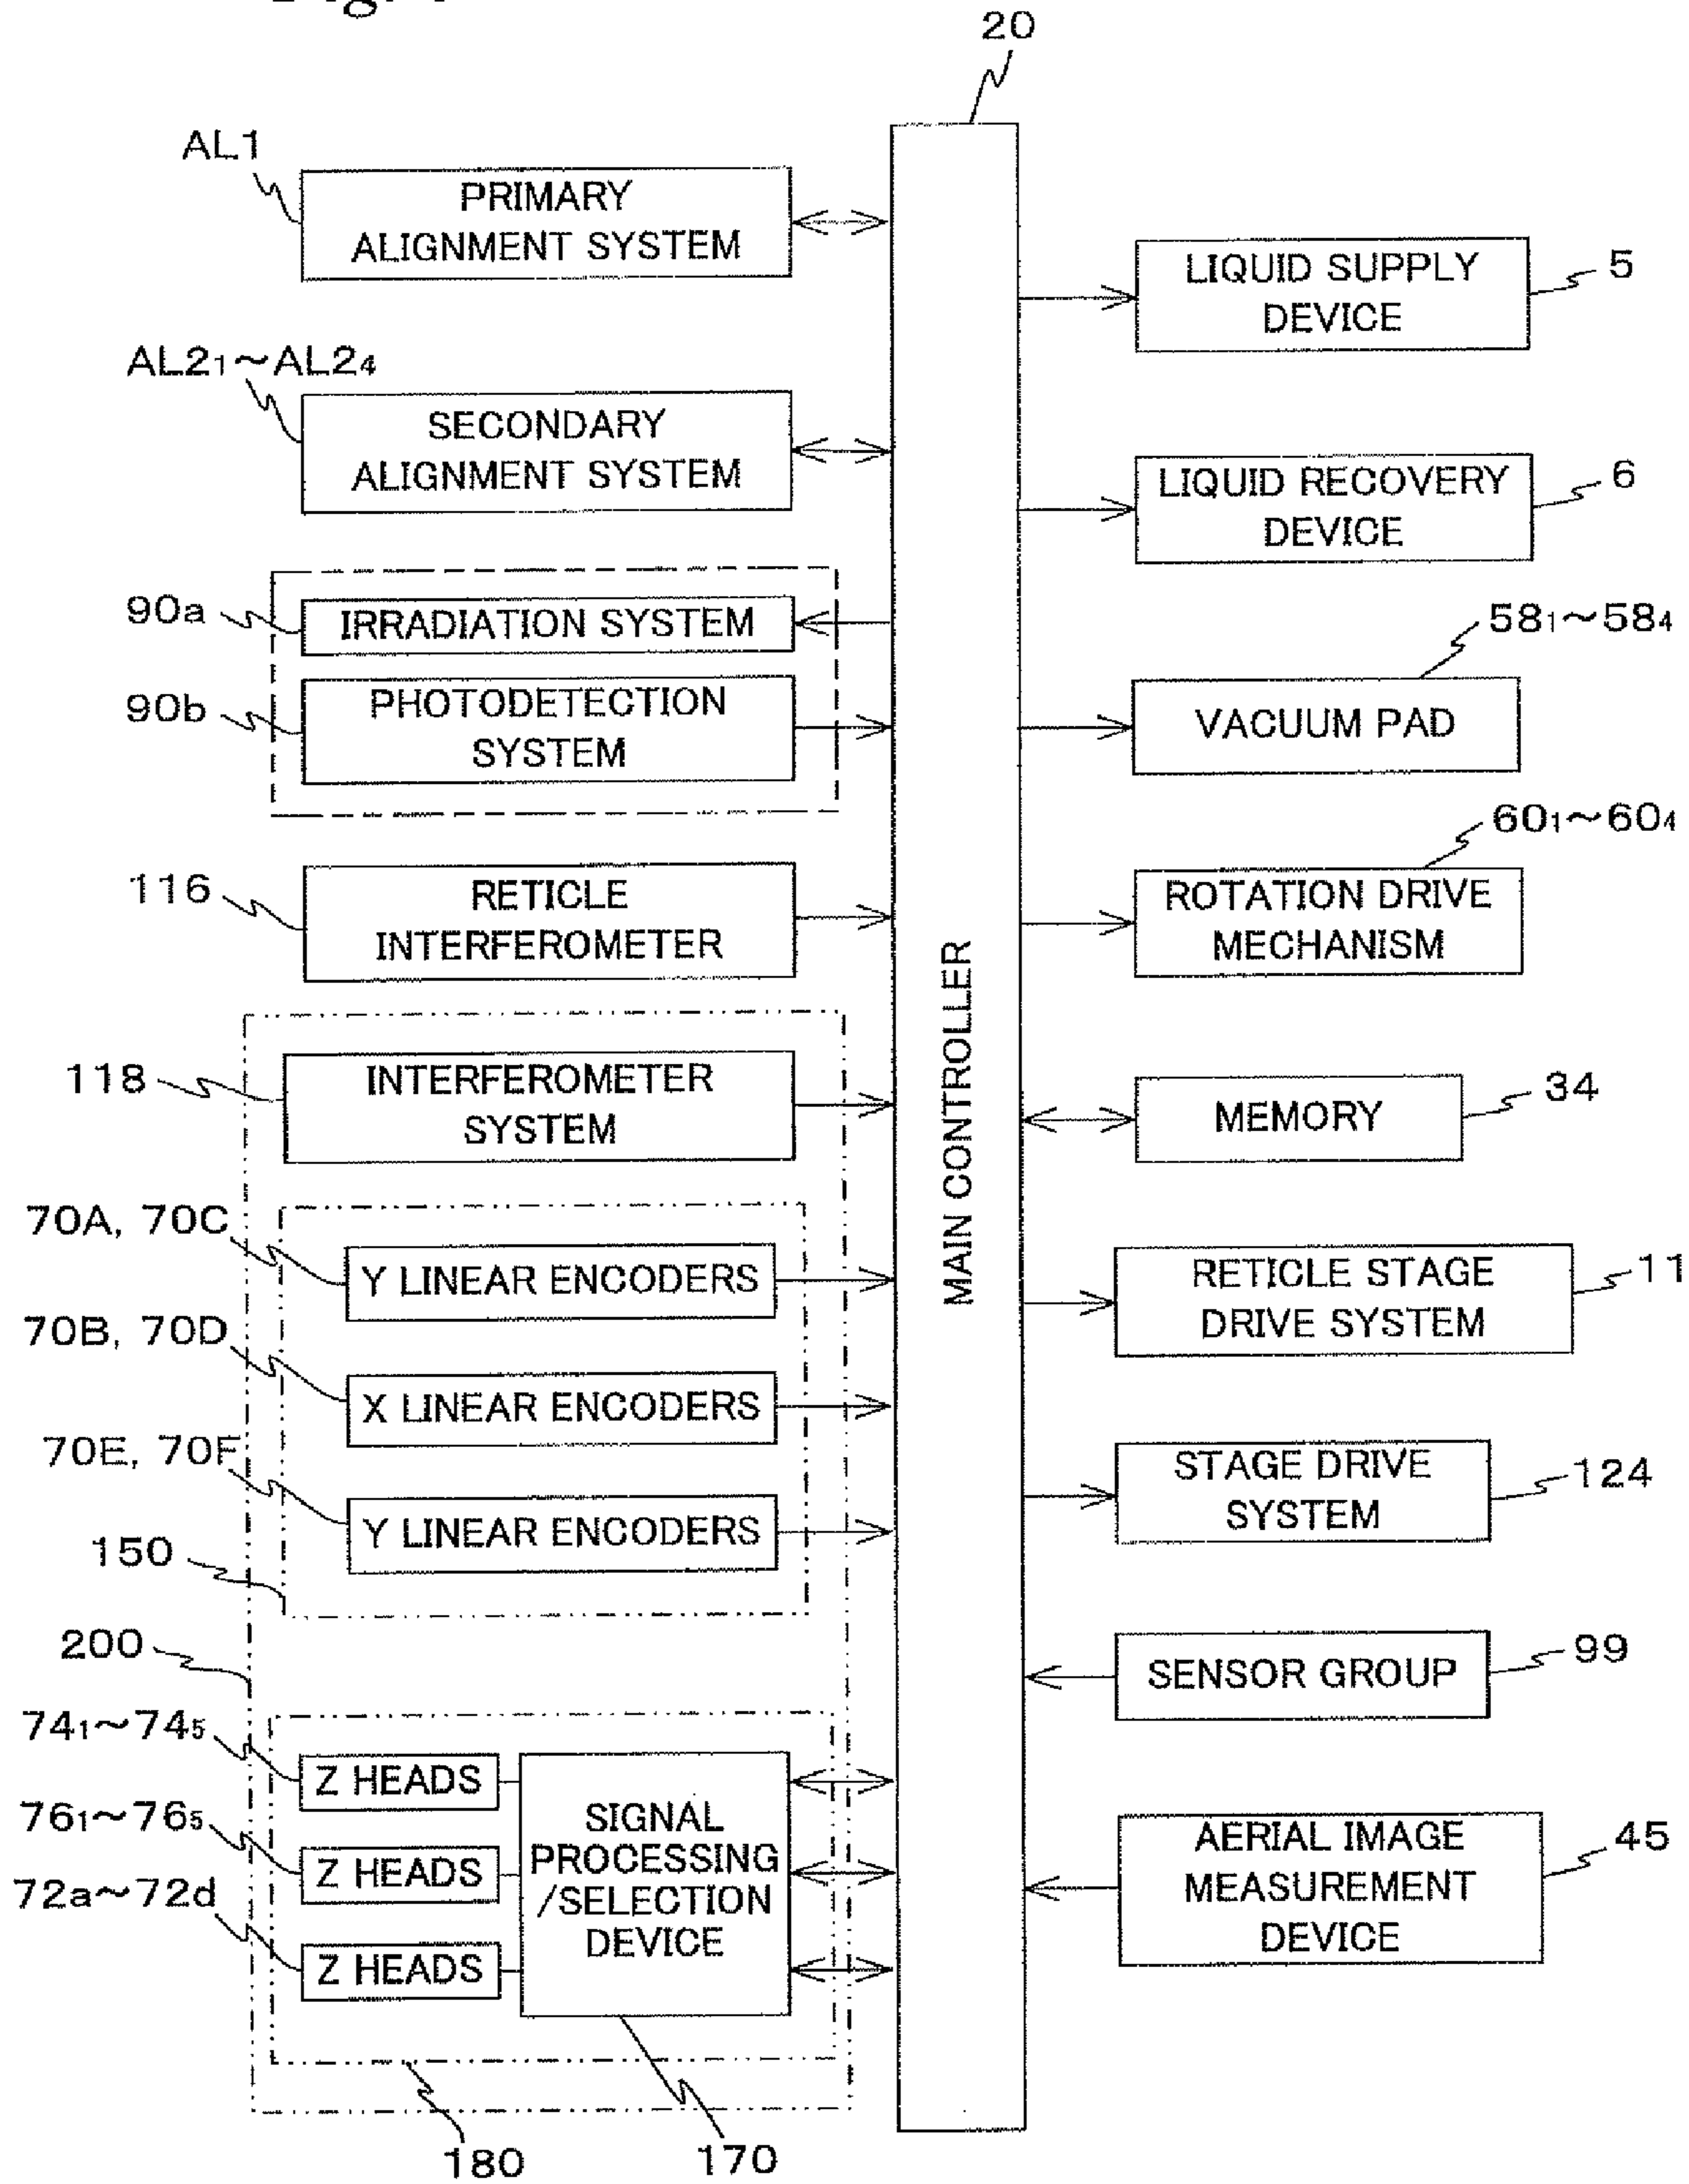 20
AL1
PRIMARY
ALIGNMENT SYSTEM
AL2₁~AL2₄
SECONDARY
ALIGNMENT SYSTEM
90a
IRRADIATION SYSTEM
90b
PHOTODETECTION
SYSTEM
116
RETICLE
INTERFEROMETER
118
INTERFEROMETER
SYSTEM
70A, 70C
Y LINEAR ENCODERS
70B, 70D
X LINEAR ENCODERS
70E, 70F
Y LINEAR ENCODERS
150
200
74₁~74₅
Z HEADS
76₁~76₅
Z HEADS
72a~72d
Z HEADS
SIGNAL
PROCESSING
/SELECTION
DEVICE
180
170
MAIN CONTROLLER
LIQUID SUPPLY
DEVICE
5
LIQUID RECOVERY
DEVICE
6
58₁~58₄
VACUUM PAD
60₁~60₄
ROTATION DRIVE
MECHANISM
MEMORY
34
RETICLE STAGE
DRIVE SYSTEM
11
STAGE DRIVE
SYSTEM
124
SENSOR GROUP
99
AERIAL IMAGE
MEASUREMENT
DEVICE
45